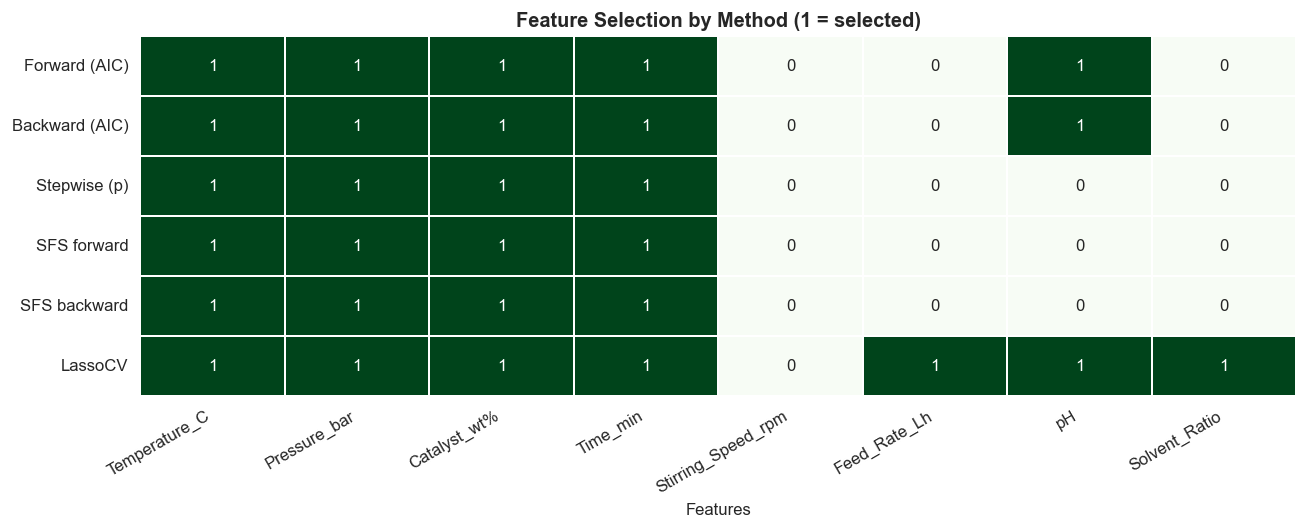 Feature Selection by Method (1 = selected)
Forward (AIC) 1 1 1 1 0 0 1 0
Backward (AIC) 1 1 1 1 0 0 1 0
Stepwise (p) 1 1 1 1 0 0 0 0
SFS forward 1 1 1 1 0 0 0 0
SFS backward 1 1 1 1 0 0 0 0
LassoCV 1 1 1 1 0 1 1 1
Temperature_C Pressure_bar Catalyst_wt% Time_min Stirring_Speed_rpm Feed_Rate_Lh pH Solvent_Ratio
Features